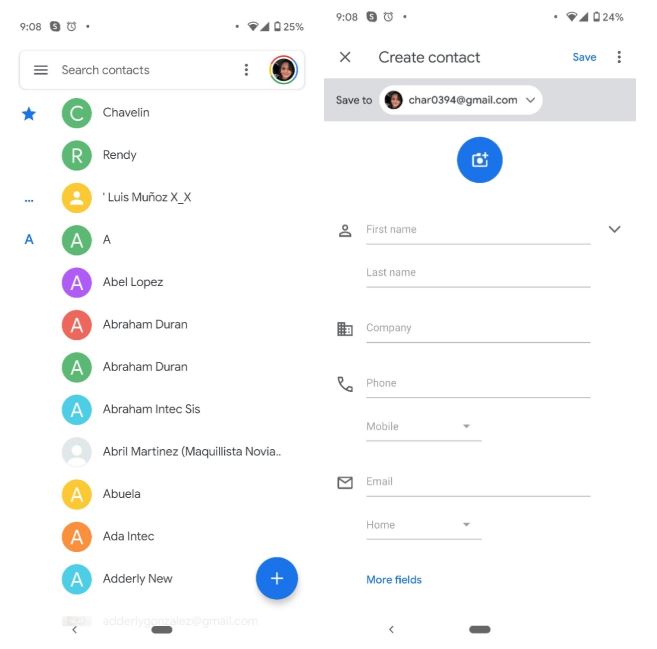 9:08
25%
Search contacts
C Chavelin
R Rendy
... ' Luis Muñoz X_X
A A A
A Abel Lopez
A Abraham Duran
A Abraham Duran
A Abraham Intec Sis
Abril Martinez (Maquillista Novia..
A Abuela
A Ada Intec
A Adderly New
adderlygonzalez@gmail.com
9:08
24%
Create contact
Save
Save to char0394@gmail.com
First name
Last name
Company
Phone
Mobile
Email
Home
More fields